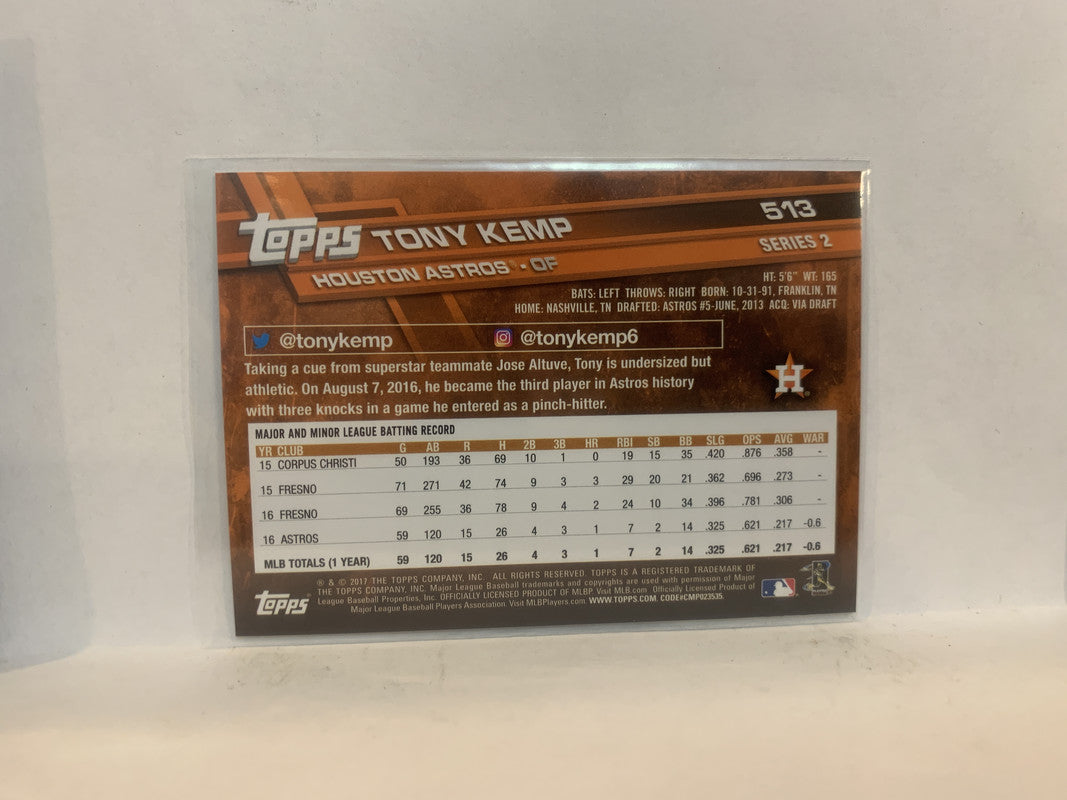 TOPPS TONY KEMP 513
HOUSTON ASTROS® - OF SERIES 2
HT: 5'6" WT: 165
BATS: LEFT THROWS: RIGHT BORN: 10-31-91, FRANKLIN, TN
HOME: NASHVILLE, TN DRAFTED: ASTROS #5-JUNE, 2013 ACQ: VIA DRAFT
@tonykemp @tonykemp6
Taking a cue from superstar teammate Jose Altuve, Tony is undersized but
athletic. On August 7, 2016, he became the third player in Astros history
with three knocks in a game he entered as a pinch-hitter.
H
MAJOR AND MINOR LEAGUE BATTING RECORD
YR CLUB G AB R H 2B 3B HR RBI SB BB SLG OPS AVG WAR
15 CORPUS CHRISTI 50 193 36 69 10 1 0 19 15 35 .420 .876 .358 -
15 FRESNO 71 271 42 74 9 3 3 29 20 21 .362 .696 .273 -
16 FRESNO 69 255 36 78 9 4 2 24 10 34 .396 .781 .306 -
16 ASTROS 59 120 15 26 4 3 1 7 2 14 .325 .621 .217 -0.6
MLB TOTALS (1 YEAR) 59 120 15 26 4 3 1 7 2 14 .325 .621 .217 -0.6
® & © 2017 THE TOPPS COMPANY, INC. ALL RIGHTS RESERVED. TOPPS IS A REGISTERED TRADEMARK OF
THE TOPPS COMPANY, INC. Major League Baseball trademarks and copyrights are used with permission of Major
League Baseball Properties, Inc. OFFICIALLY LICENSED PRODUCT OF MLBP. Visit MLB.com Officially Licensed Product of
Major League Baseball Players Association. Visit MLBPlayers.com. WWW.TOPPS.COM. CODE#CMP023535.
TOPPS